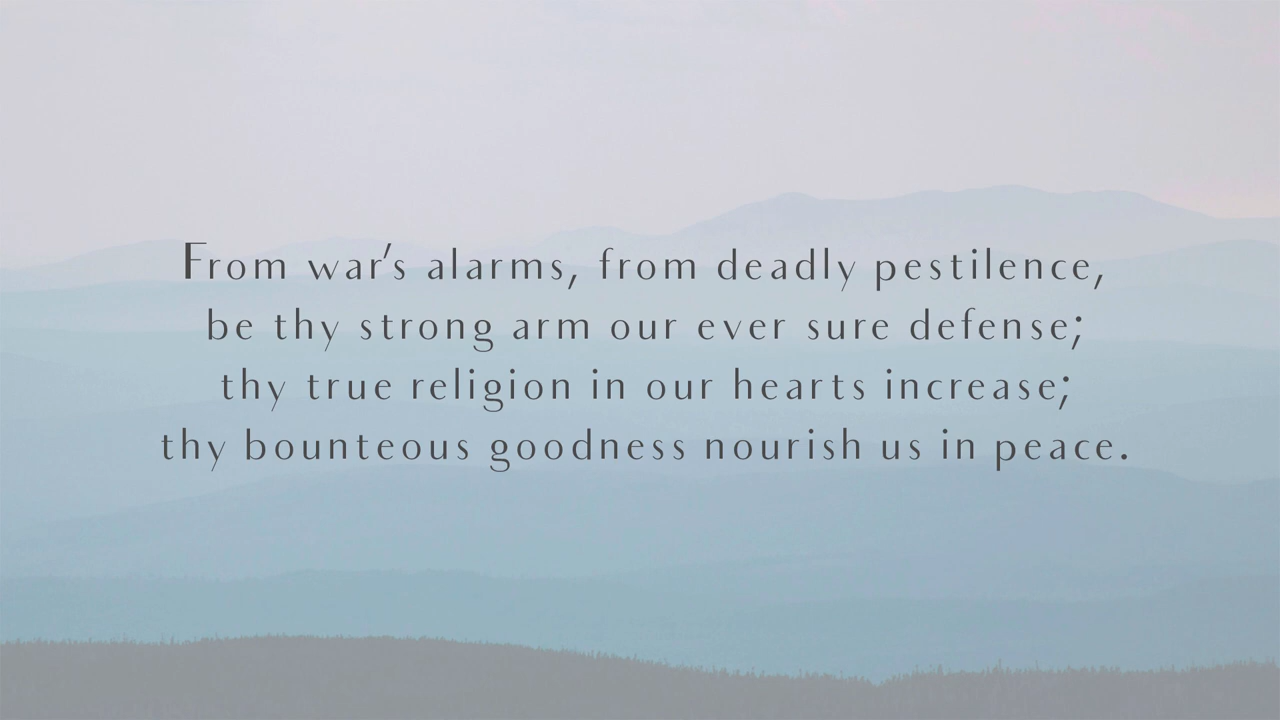 From war's alarms, from deadly pestilence,
be thy strong arm our ever sure defense;
thy true religion in our hearts increase;
thy bounteous goodness nourish us in peace.